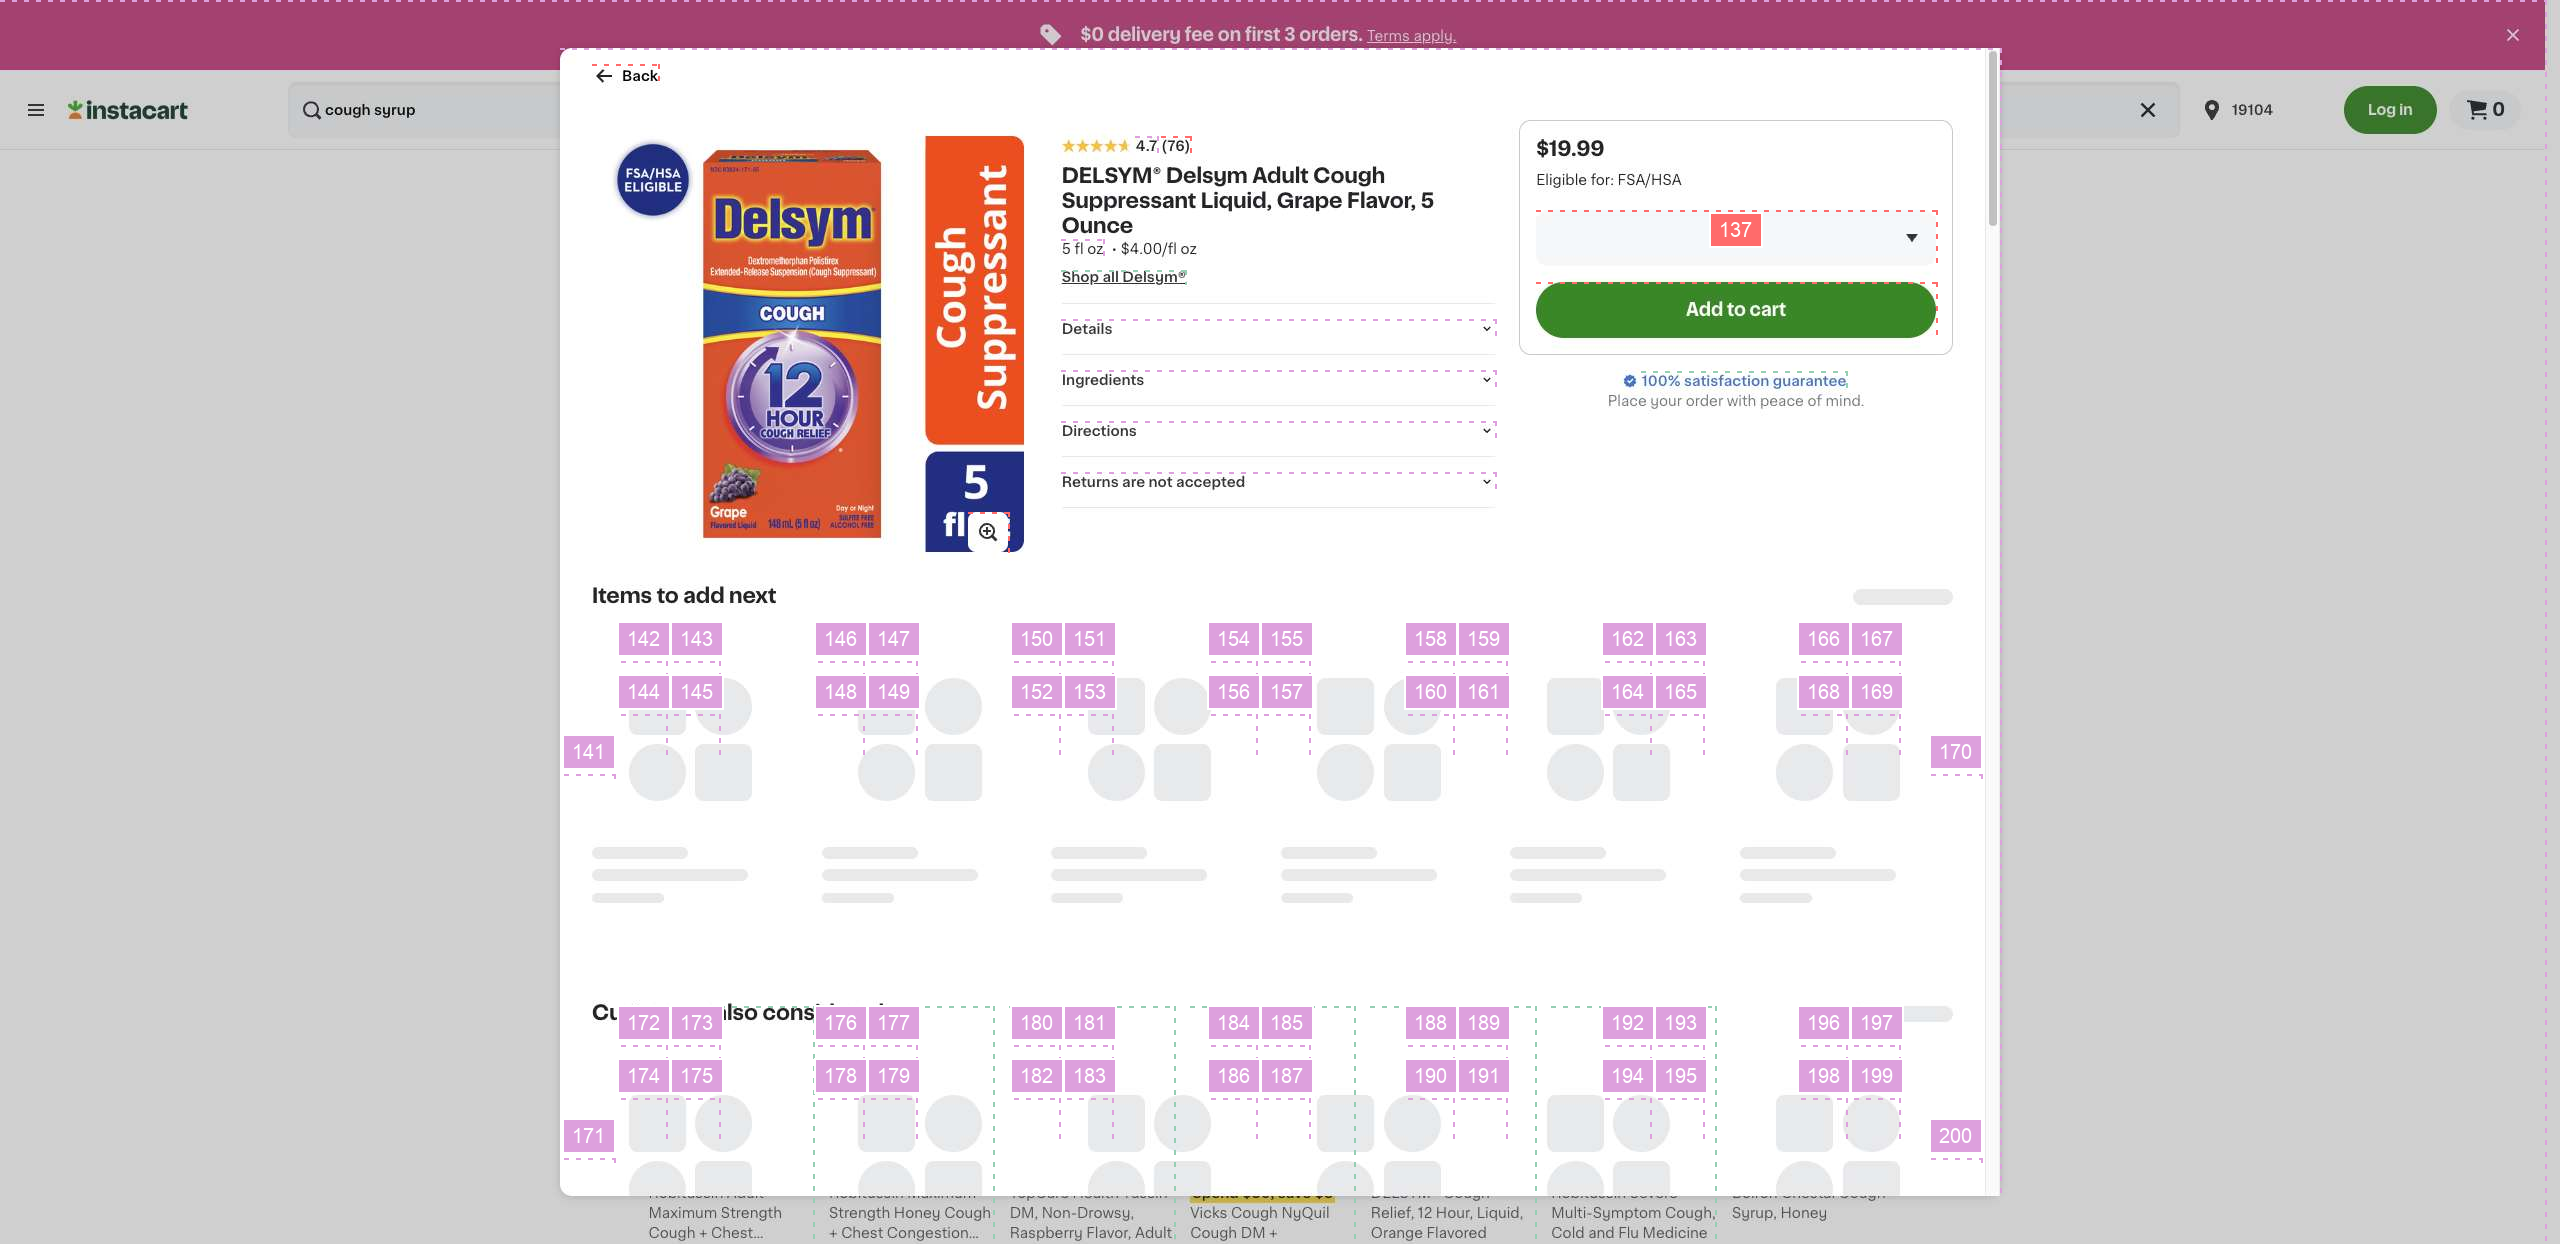 $0 delivery fee on first 3 orders. Terms apply.
instacart
cough syrup
19104
Log in
0
Back
FSA/HSA
ELIGIBLE
Delsym
Dextromethorphan Polistirex
Extended-Release Suspension (Cough Suppressant)
COUGH
12
HOUR
COUGH RELIEF
Grape
Flavored Liquid
148 mL (5 fl oz)
Day or Night
SULFITE FREE
ALCOHOL FREE
Cough
Suppressant
5
fl
4.7 (76)
DELSYM® Delsym Adult Cough
Suppressant Liquid, Grape Flavor, 5
Ounce
5 fl oz • $4.00/fl oz
Shop all Delsym®
Details
Ingredients
Directions
Returns are not accepted
$19.99
Eligible for: FSA/HSA
137
Add to cart
100% satisfaction guarantee
Place your order with peace of mind.
Items to add next
142 143 146 147 150 151 154 155 158 159 162 163 166 167
144 145 148 149 152 153 156 157 160 161 164 165 168 169
141 170
172 173 176 177 180 181 184 185 188 189 192 193 196 197
174 175 178 179 182 183 186 187 190 191 194 195 198 199
171 200
Maximum Strength
Cough + Chest...
Strength Honey Cough
+ Chest Congestion...
DM, Non-Drowsy,
Raspberry Flavor, Adult
Vicks Cough NyQuil
Cough DM +
Relief, 12 Hour, Liquid,
Orange Flavored
Multi-Symptom Cough,
Cold and Flu Medicine
Syrup, Honey